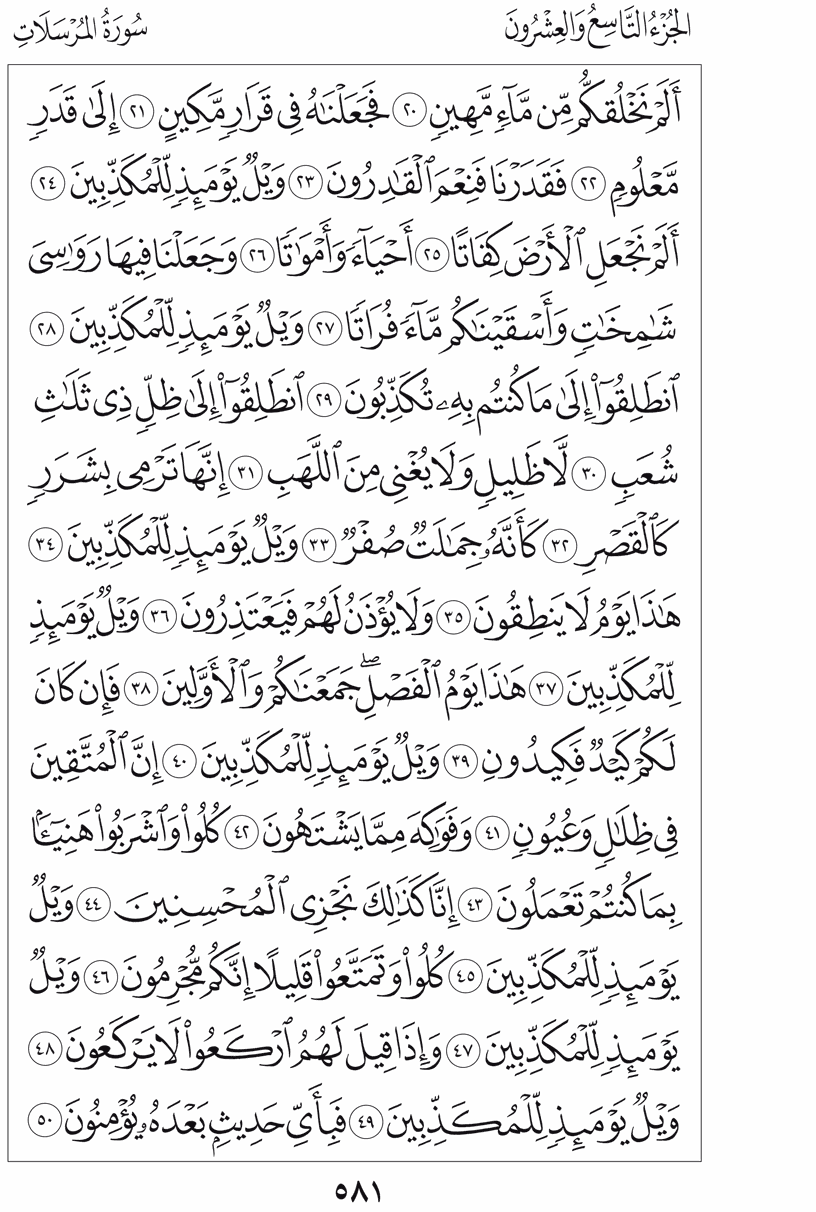 الجُزْءُ التَّاسِعُ وَالعِشْرُونَ
سُورَةُ المُرْسَلَاتِ
أَلَمْ نَخْلُقكُّم مِّن مَّآءٍ مَّهِينٍ ٢٠ فَجَعَلْنَٰهُ فِى قَرَارٍ مَّكِينٍ ٢١ إِلَىٰ قَدَرٍ
مَّعْلُومٍ ٢٢ فَقَدَرْنَا فَنِعْمَ ٱلْقَٰدِرُونَ ٢٣ وَيْلٌ يَوْمَئِذٍ لِّلْمُكَذِّبِينَ ٢٤
أَلَمْ نَجْعَلِ ٱلْأَرْضَ كِفَاتًا ٢٥ أَحْيَآءً وَأَمْوَٰتًا ٢٦ وَجَعَلْنَا فِيهَا رَوَٰسِىَ
شَٰمِخَٰتٍ وَأَسْقَيْنَٰكُم مَّآءً فُرَاتًا ٢٧ وَيْلٌ يَوْمَئِذٍ لِّلْمُكَذِّبِينَ ٢٨
ٱنطَلِقُوٓا۟ إِلَىٰ مَا كُنتُم بِهِۦ تُكَذِّبُونَ ٢٩ ٱنطَلِقُوٓا۟ إِلَىٰ ظِلٍّ ذِى ثَلَٰثِ
شُعَبٍ ٣٠ لَّا ظَلِيلٍ وَلَا يُغْنِى مِنَ ٱللَّهَبِ ٣١ إِنَّهَا تَرْمِى بِشَرَرٍ
كَٱلْقَصْرِ ٣٢ كَأَنَّهُۥ جِمَٰلَتٌ صُفْرٌ ٣٣ وَيْلٌ يَوْمَئِذٍ لِّلْمُكَذِّبِينَ ٣٤
هَٰذَا يَوْمُ لَا يَنطِقُونَ ٣٥ وَلَا يُؤْذَنُ لَهُمْ فَيَعْتَذِرُونَ ٣٦ وَيْلٌ يَوْمَئِذٍ
لِّلْمُكَذِّبِينَ ٣٧ هَٰذَا يَوْمُ ٱلْفَصْلِ ۖ جَمَعْنَٰكُمْ وَٱلْأَوَّلِينَ ٣٨ فَإِن كَانَ
لَكُمْ كَيْدٌ فَكِيدُونِ ٣٩ وَيْلٌ يَوْمَئِذٍ لِّلْمُكَذِّبِينَ ٤٠ إِنَّ ٱلْمُتَّقِينَ
فِى ظِلَٰلٍ وَعُيُونٍ ٤١ وَفَوَٰكِهَ مِمَّا يَشْتَهُونَ ٤٢ كُلُوا۟ وَٱشْرَبُوا۟ هَنِيٓـًٔۢا
بِمَا كُنتُمْ تَعْمَلُونَ ٤٣ إِنَّا كَذَٰلِكَ نَجْزِى ٱلْمُحْسِنِينَ ٤٤ وَيْلٌ
يَوْمَئِذٍ لِّلْمُكَذِّبِينَ ٤٥ كُلُوا۟ وَتَمَتَّعُوا۟ قَلِيلًا إِنَّكُم مُّجْرِمُونَ ٤٦ وَيْلٌ
يَوْمَئِذٍ لِّلْمُكَذِّبِينَ ٤٧ وَإِذَا قِيلَ لَهُمُ ٱرْكَعُوا۟ لَا يَرْكَعُونَ ٤٨
وَيْلٌ يَوْمَئِذٍ لِّلْمُكَذِّبِينَ ٤٩ فَبِأَىِّ حَدِيثٍۭ بَعْدَهُۥ يُؤْمِنُونَ ٥٠
٥٨١